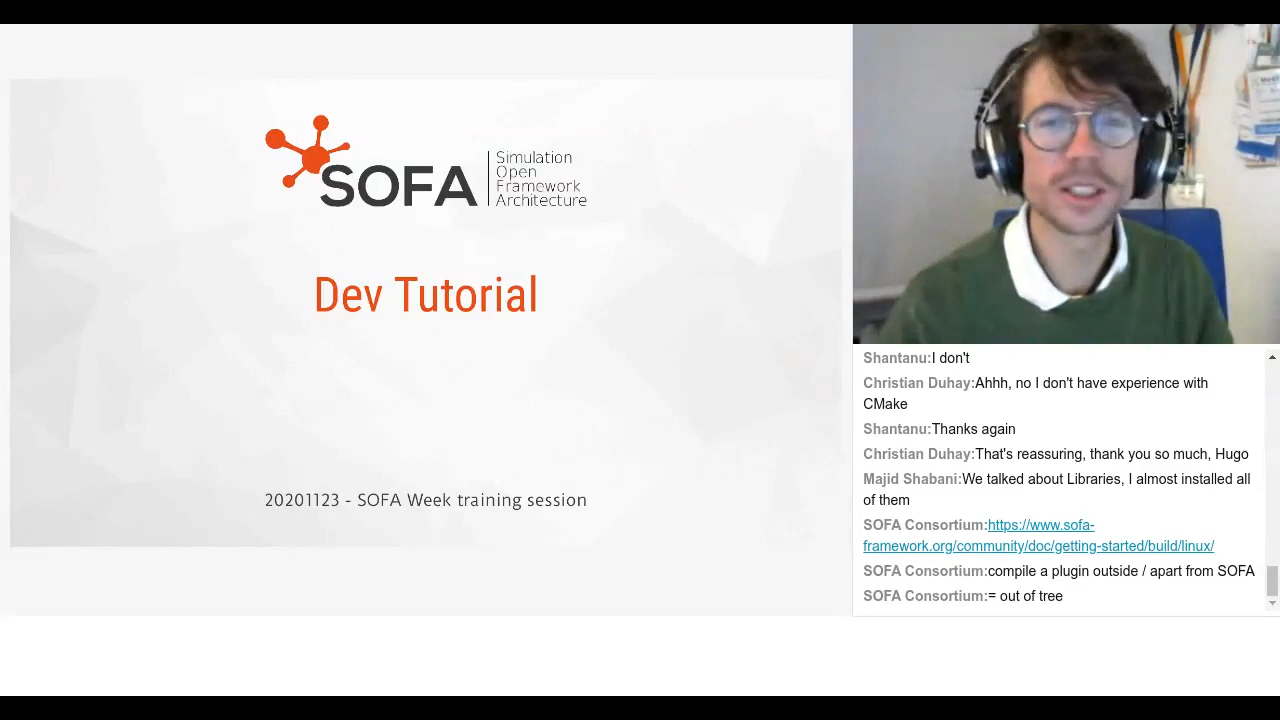 SOFA
Simulation
Open
Framework
Architecture
Dev Tutorial
20201123 - SOFA Week training session
Shantanu:I don't
Christian Duhay:Ahhh, no I don't have experience with
CMake
Shantanu:Thanks again
Christian Duhay:That's reassuring, thank you so much, Hugo
Majid Shabani:We talked about Libraries, I almost installed all
of them
SOFA Consortium:https://www.sofa-
framework.org/community/doc/getting-started/build/linux/
SOFA Consortium:compile a plugin outside / apart from SOFA
SOFA Consortium:= out of tree